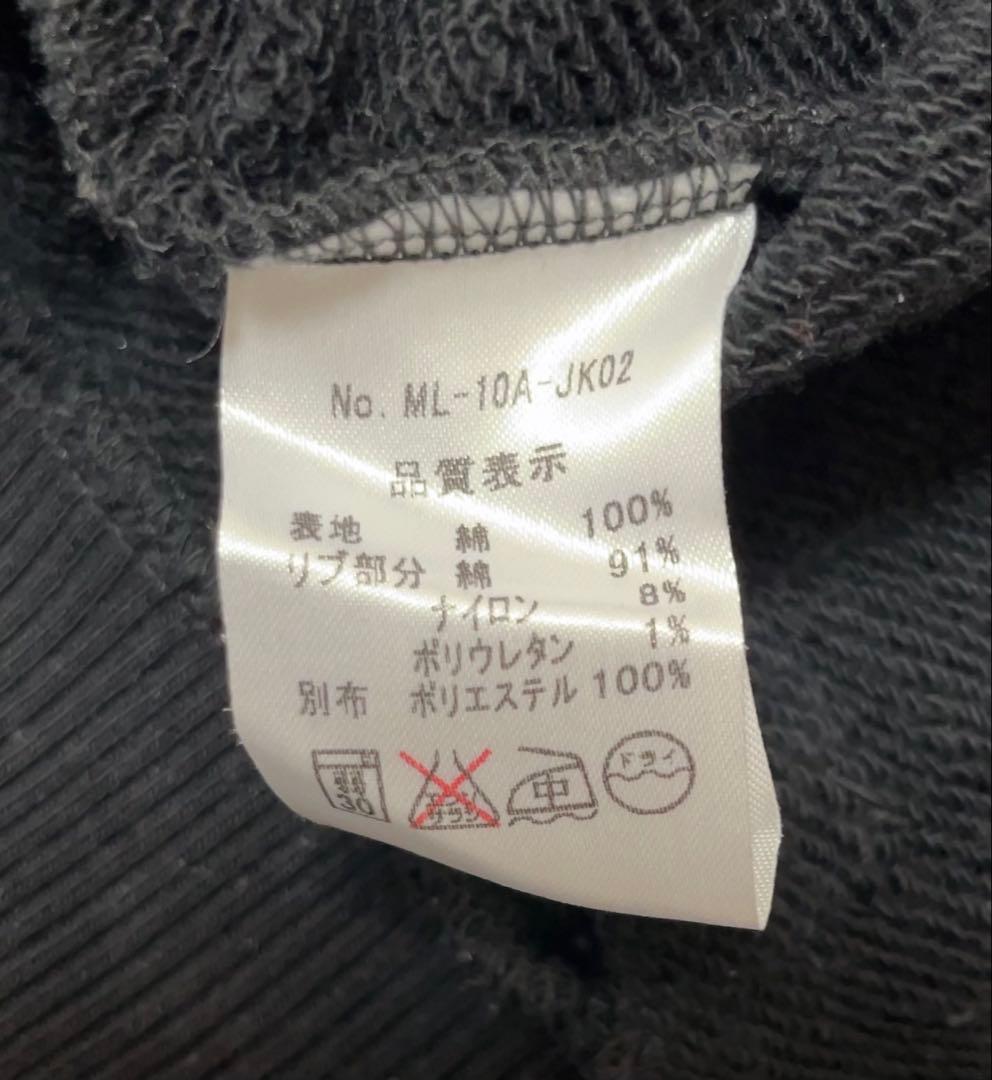 No. ML-10A-JK02
品質表示
表地 綿 100%
リブ部分 綿 91%
ナイロン 8%
ポリウレタン 1%
別布 ポリエステル 100%
中 ドライ